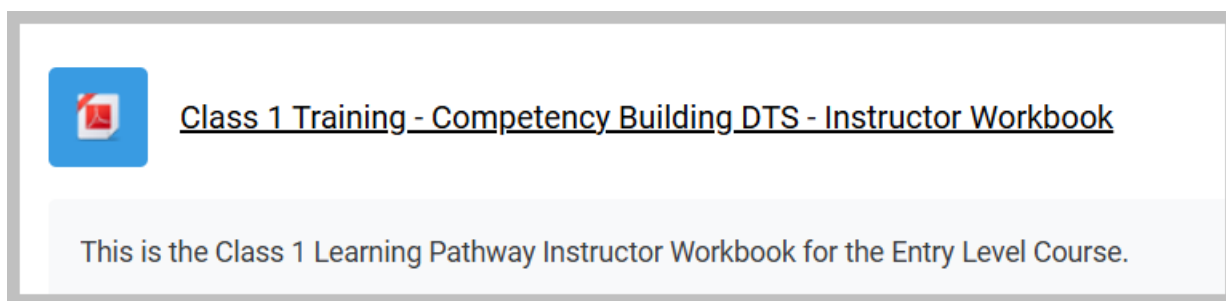 Class 1 Training - Competency Building DTS - Instructor Workbook
This is the Class 1 Learning Pathway Instructor Workbook for the Entry Level Course.